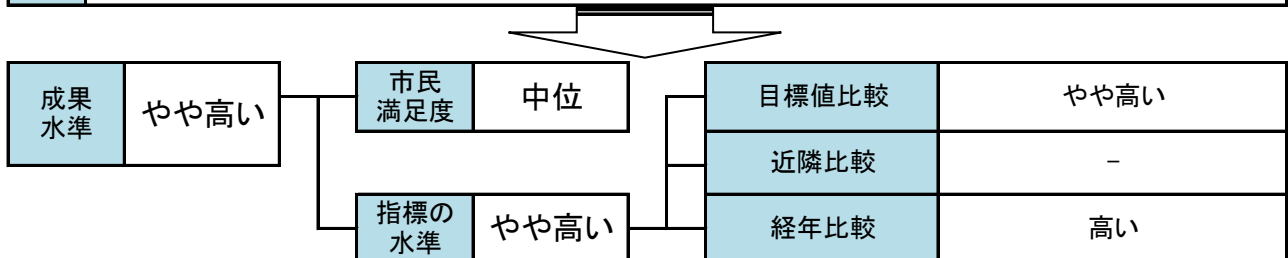 成果
水準
やや高い
市民
満足度
中位
指標の
水準
やや高い
目標値比較
やや高い
近隣比較
－
経年比較
高い